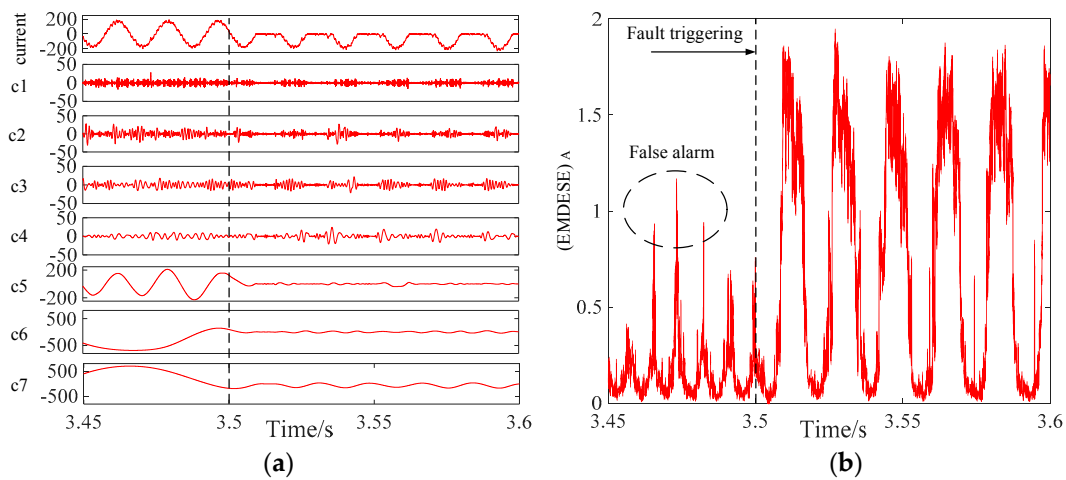 current
200
0
-200
c1
50
0
-50
c2
50
0
-50
c3
50
0
-50
c4
50
0
-50
c5
200
-200
c6
500
-500
c7
500
-500
3.45
3.5
3.55
3.6
Time/s
(a)
(EMDESE) A
2
1.5
1
0.5
0
Fault triggering
False alarm
3.45
3.5
3.55
3.6
Time/s
(b)